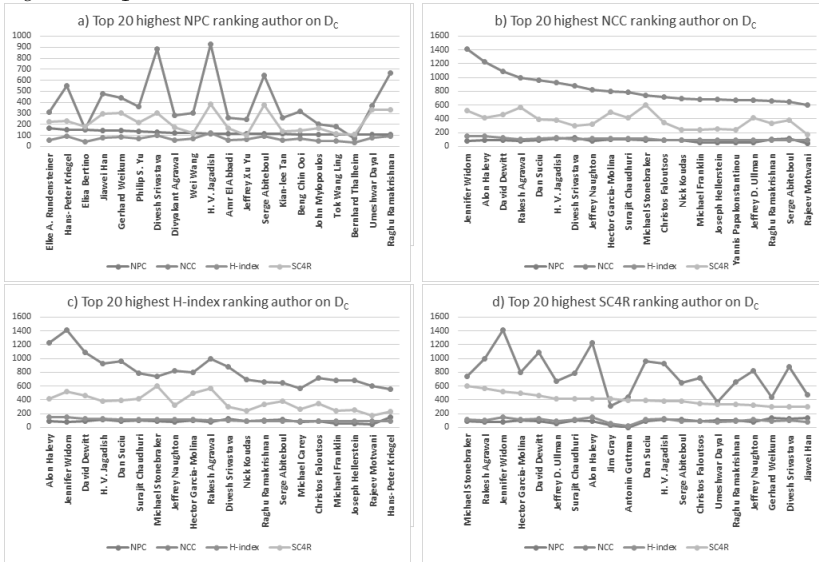 a) Top 20 highest NPC ranking author on Dc
1000
900
800
700
600
500
400
300
200
100
0
Elke A. Rundensteiner
Hans-Peter Kriegel
Elisa Bertino
Jiawei Han
Gerhard Weikum
Philip S. Yu
Divesh Srivastava
Divyakant Agrawal
Wei Wang
H. V. Jagadish
Amr El Abbadi
Jeffrey Xu Yu
Serge Abiteboul
Kian-lee Tan
Beng Chin Ooi
John Mylopoulos
Tok Wang Ling
Bernhard Thalheim
Umeshwar Dayal
Raghu Ramakrishnan
NPC NCC H-index SC4R
b) Top 20 highest NCC ranking author on Dc
1600
1400
1200
1000
800
600
400
200
0
Jennifer Widom
Alon Halevy
David Dewitt
Rakesh Agrawal
Dan Suciu
H. V. Jagadish
Divesh Srivastava
Jeffrey Naughton
Hector Garcia-Molina
Surajit Chaudhuri
Michael Stonebraker
Christos Faloutsos
Nick Koudas
Michael Franklin
Joseph Hellerstein
Yannis Papakonstantinou
Jeffrey D. Ullman
Raghu Ramakrishnan
Serge Abiteboul
Rajeev Motwani
NPC NCC H-index SC4R
c) Top 20 highest H-index ranking author on Dc
1600
1400
1200
1000
800
600
400
200
0
Alon Halevy
Jennifer Widom
David Dewitt
H. V. Jagadish
Dan Suciu
Surajit Chaudhuri
Michael Stonebraker
Jeffrey Naughton
Hector Garcia-Molina
Rakesh Agrawal
Divesh Srivastava
Nick Koudas
Raghu Ramakrishnan
Serge Abiteboul
Michael Carey
Christos Faloutsos
Michael Franklin
Joseph Hellerstein
Rajeev Motwani
Hans-Peter Kriegel
NPC NCC H-index SC4R
d) Top 20 highest SC4R ranking author on Dc
1600
1400
1200
1000
800
600
400
200
0
Michael Stonebraker
Rakesh Agrawal
Jennifer Widom
Hector Garcia-Molina
David Dewitt
Jeffrey D. Ullman
Surajit Chaudhuri
Alon Halevy
Jim Gray
Antonin Guttman
Dan Suciu
H. V. Jagadish
Serge Abiteboul
Christos Faloutsos
Umeshwar Dayal
Raghu Ramakrishnan
Jeffrey Naughton
Gerhard Weikum
Divesh Srivastava
Jiawei Han
NPC NCC H-index SC4R